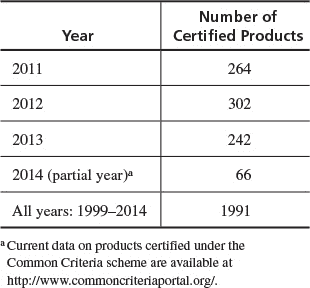 Year Number of Certified Products
2011 264
2012 302
2013 242
2014 (partial year)ᵃ 66
All years: 1999–2014 1991
ᵃ Current data on products certified under the
Common Criteria scheme are available at
http://www.commoncriteriaportal.org/.